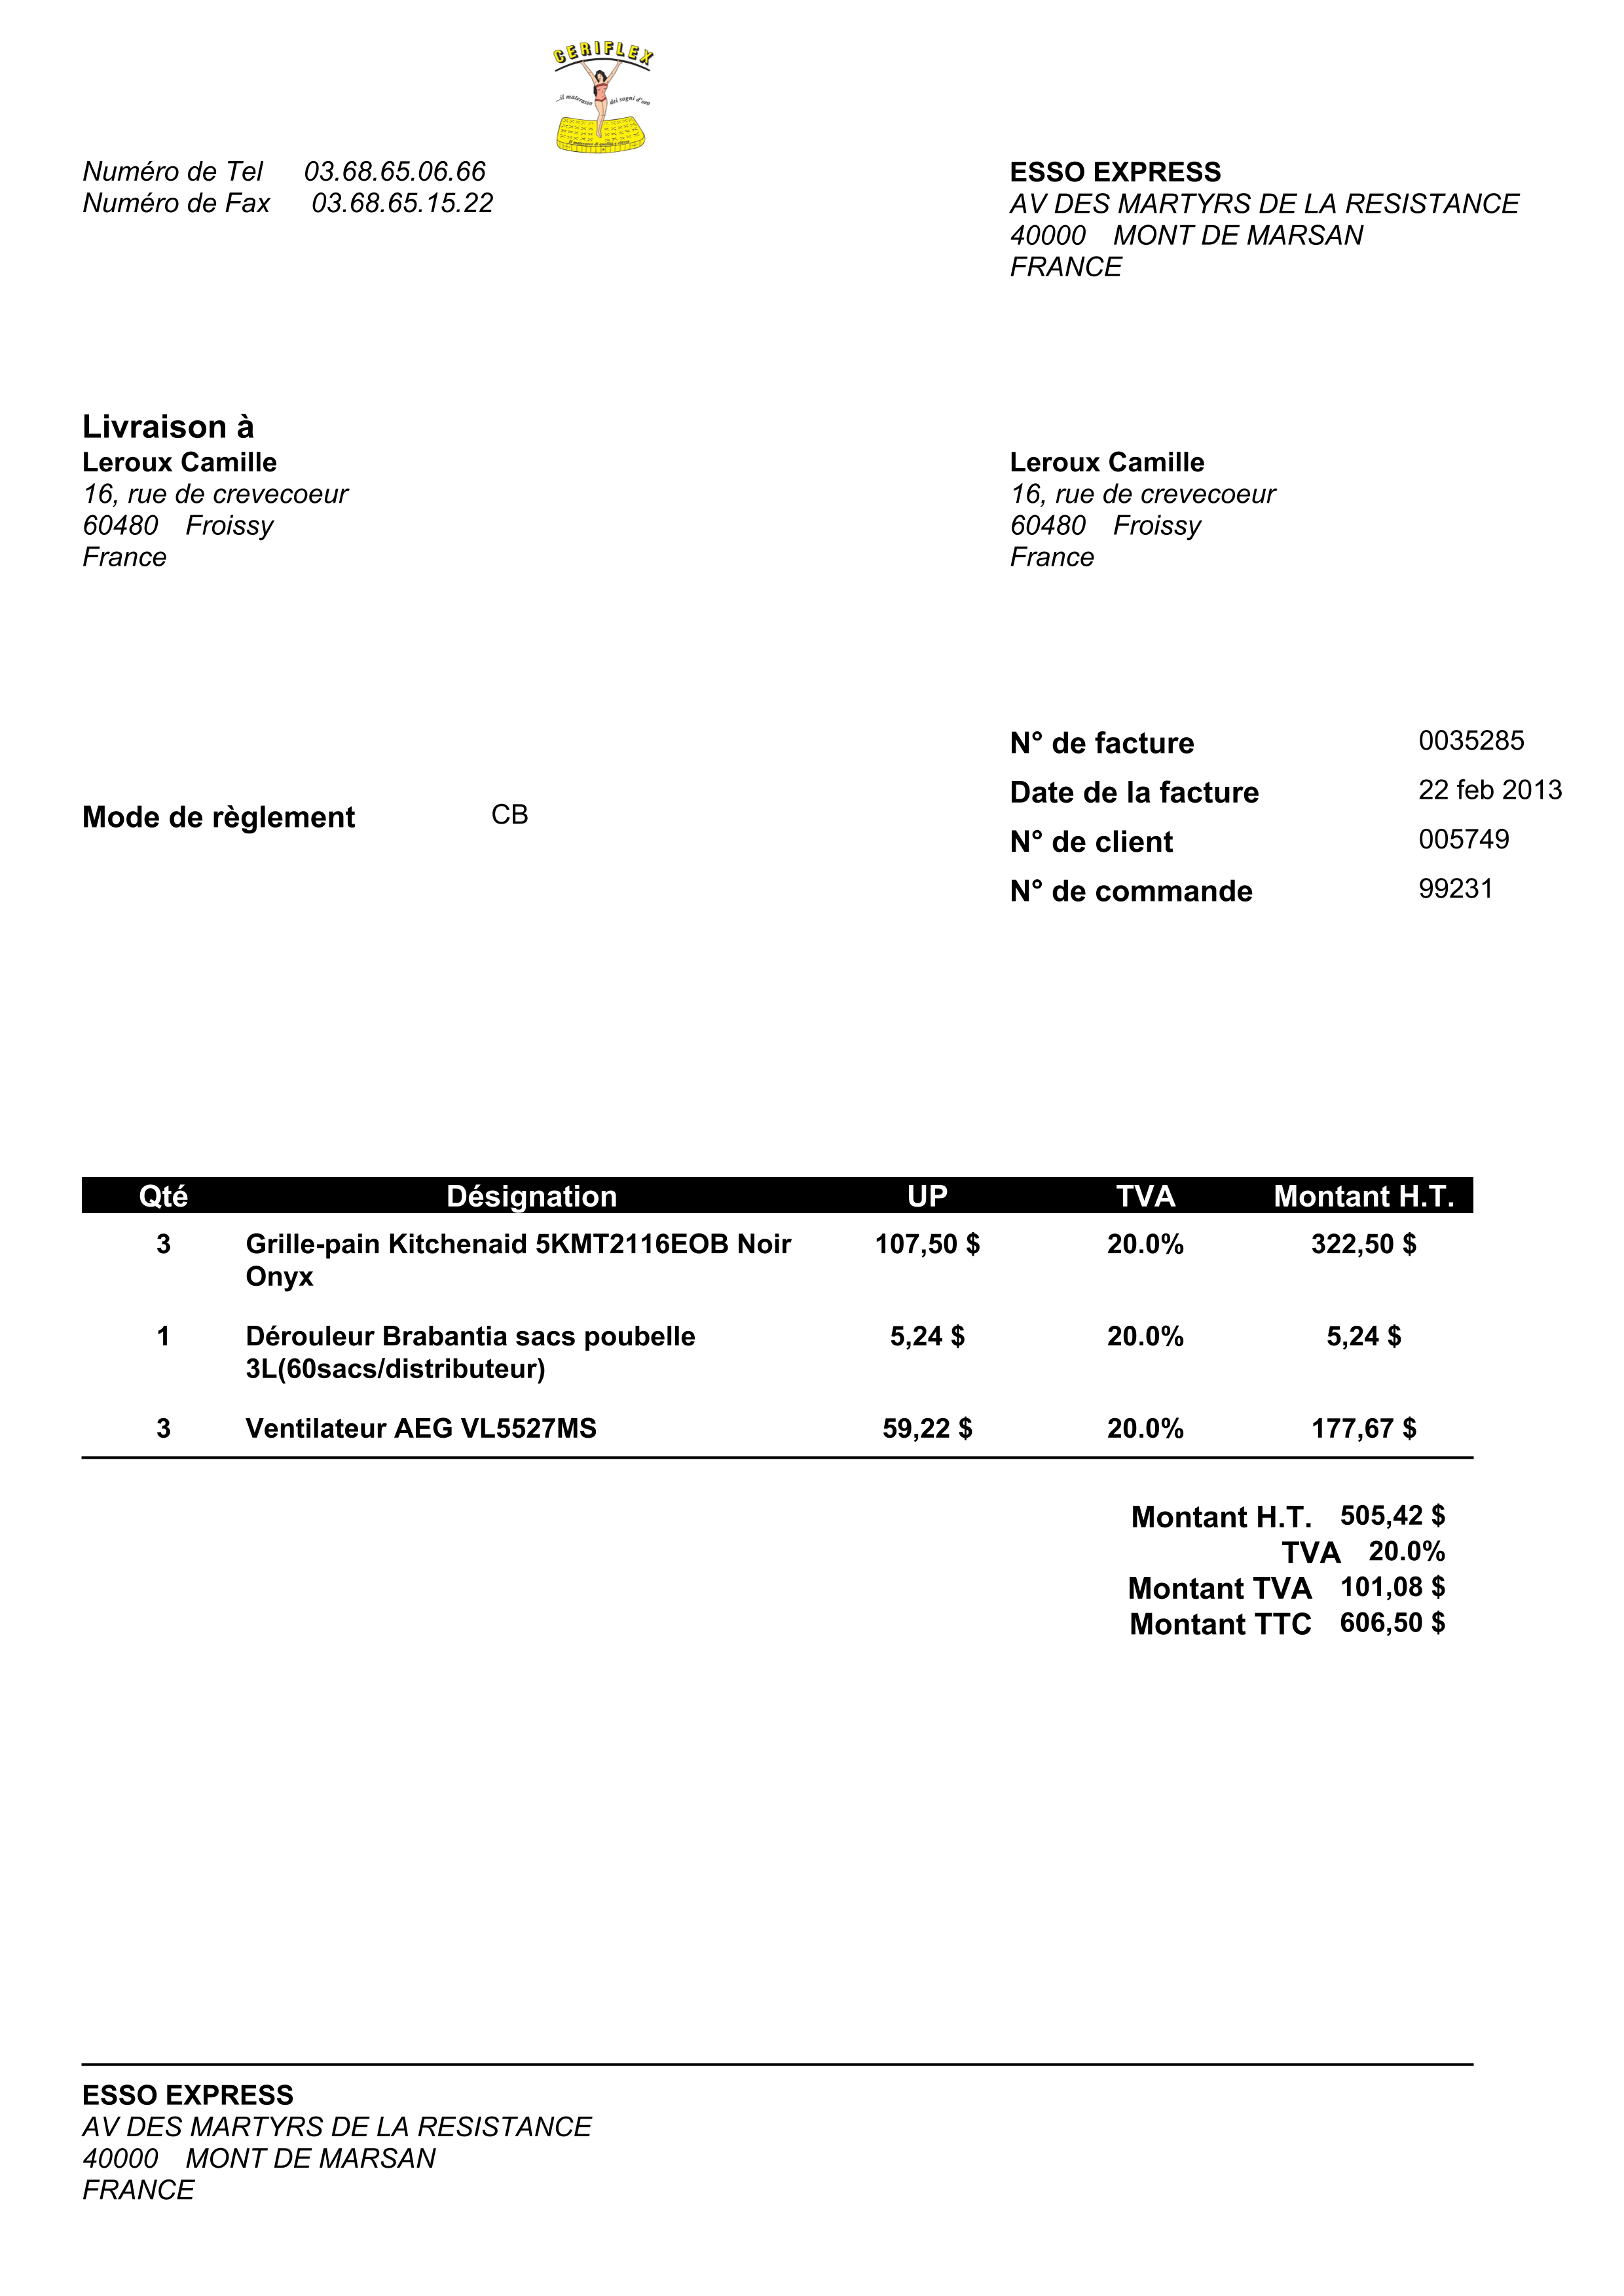 CERIFLEX
...il materasso dei sogni d'oro
Numéro de Tel 03.68.65.06.66
Numéro de Fax 03.68.65.15.22
ESSO EXPRESS
AV DES MARTYRS DE LA RESISTANCE
40000 MONT DE MARSAN
FRANCE
Livraison à
Leroux Camille
16, rue de crevecoeur
60480 Froissy
France
Leroux Camille
16, rue de crevecoeur
60480 Froissy
France
Mode de règlement CB
N° de facture 0035285
Date de la facture 22 feb 2013
N° de client 005749
N° de commande 99231
Qté Désignation UP TVA Montant H.T.
3 Grille-pain Kitchenaid 5KMT2116EOB Noir 107,50 $ 20.0% 322,50 $
Onyx
1 Dérouleur Brabantia sacs poubelle 5,24 $ 20.0% 5,24 $
3L(60sacs/distributeur)
3 Ventilateur AEG VL5527MS 59,22 $ 20.0% 177,67 $
Montant H.T. 505,42 $
TVA 20.0%
Montant TVA 101,08 $
Montant TTC 606,50 $
ESSO EXPRESS
AV DES MARTYRS DE LA RESISTANCE
40000 MONT DE MARSAN
FRANCE